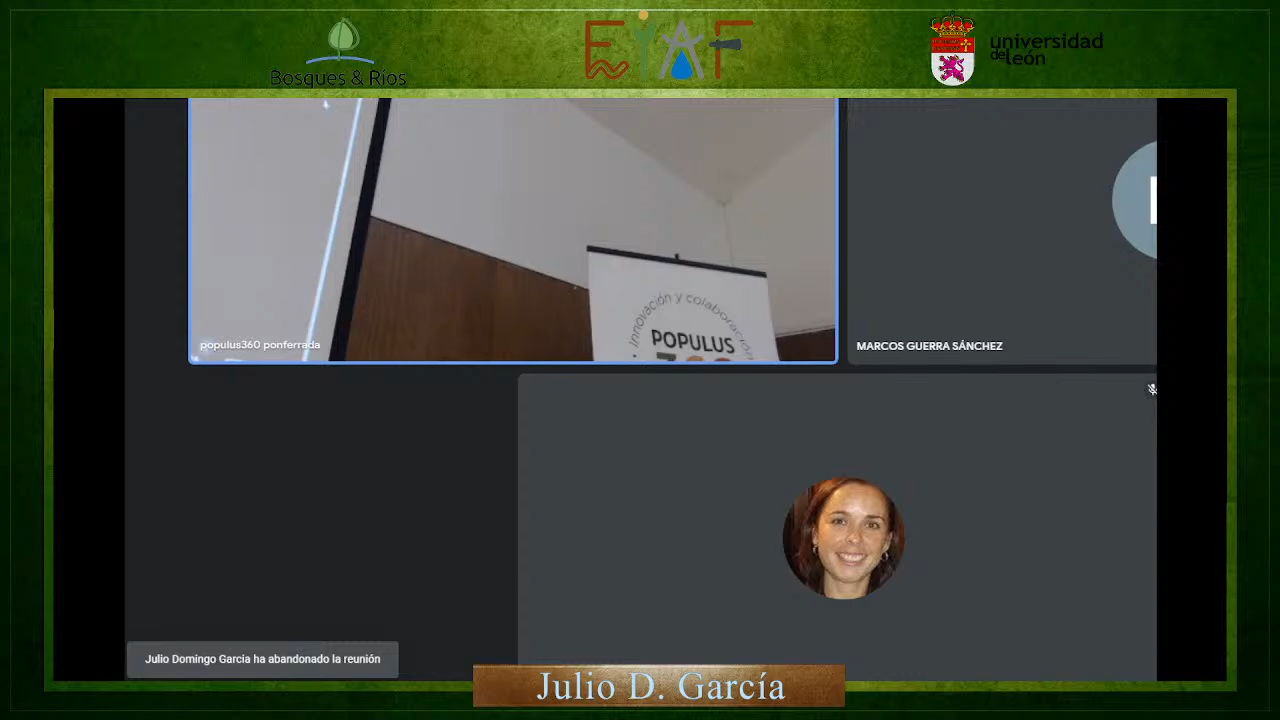 Bosques & Ríos
EIAF
universidad
de león
populus360 ponferrada
Innovación y colaboración
POPULUS
MARCOS GUERRA SÁNCHEZ
Julio Domingo Garcia ha abandonado la reunión
Julio D. García